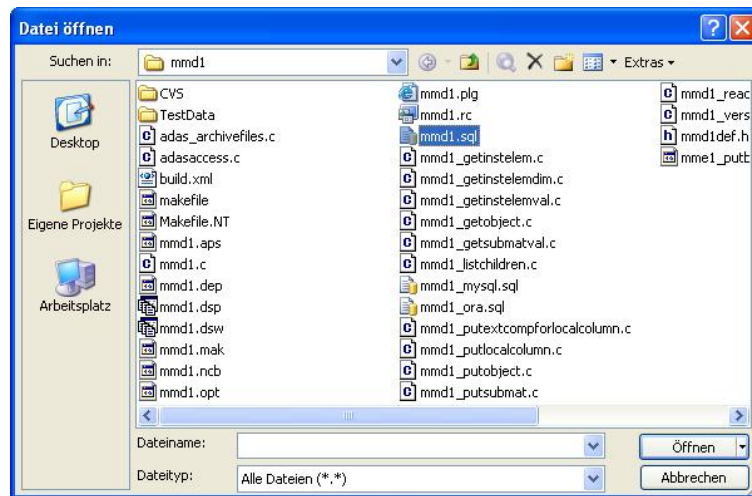 Datei öffnen
Suchen in:
mmd1
Extras
Desktop
Eigene Projekte
Arbeitsplatz
CVS
TestData
adas_archivefiles.c
adasaccess.c
build.xml
makefile
Makefile.NT
mmd1.aps
mmd1.c
mmd1.dep
mmd1.dsp
mmd1.dsw
mmd1.mak
mmd1.ncb
mmd1.opt
mmd1.plg
mmd1.rc
mmd1.sql
mmd1_getinstelem.c
mmd1_getinstelemdim.c
mmd1_getinstelemval.c
mmd1_getobject.c
mmd1_getsubmatval.c
mmd1_listchildren.c
mmd1_mysql.sql
mmd1_ora.sql
mmd1_putextcompforlocalcolumn.c
mmd1_putlocalcolumn.c
mmd1_putobject.c
mmd1_putsubmat.c
mmd1_reac
mmd1_vers
mmd1def.h
mme1_putb
Dateiname:
Öffnen
Dateityp:
Alle Dateien (*.*)
Abbrechen